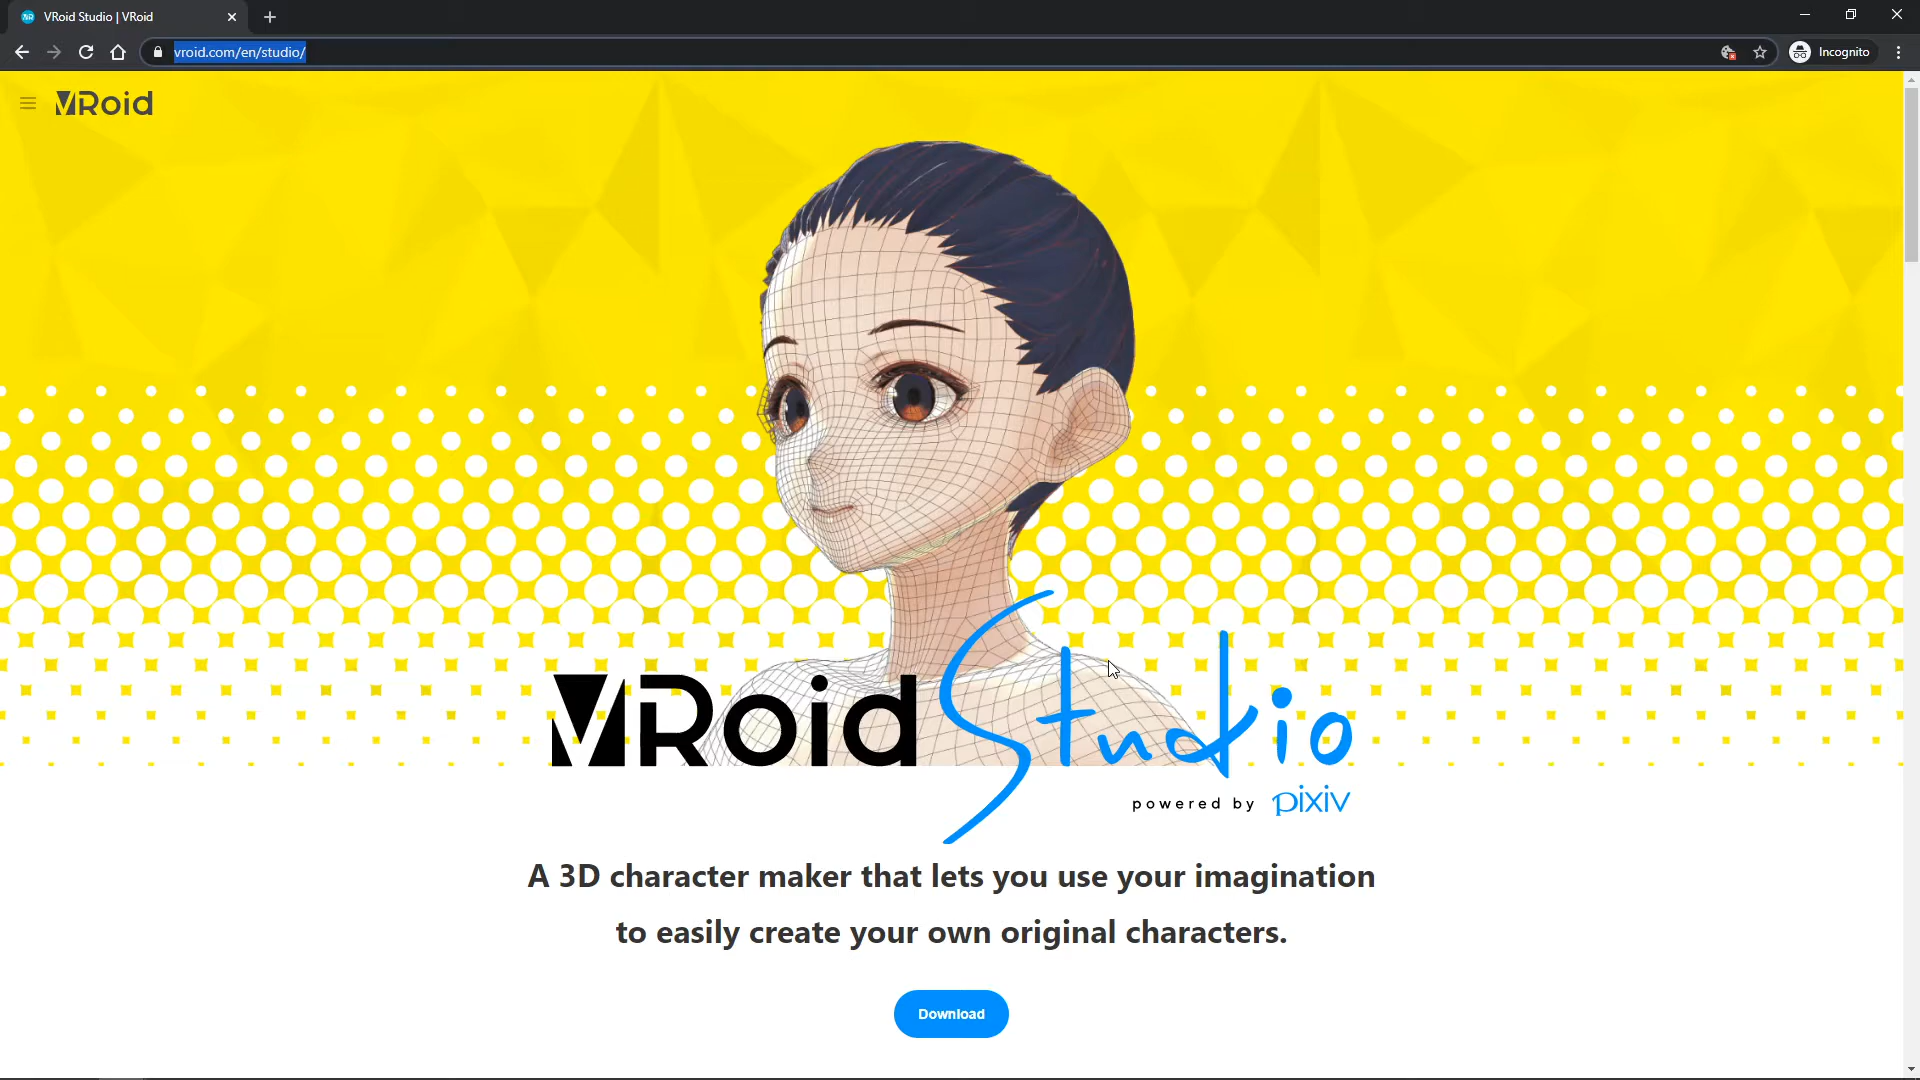 VRoid Studio | VRoid
vroid.com/en/studio/
Incognito
VRoid
VRoid Studio
powered by pixiv
A 3D character maker that lets you use your imagination
to easily create your own original characters.
Download